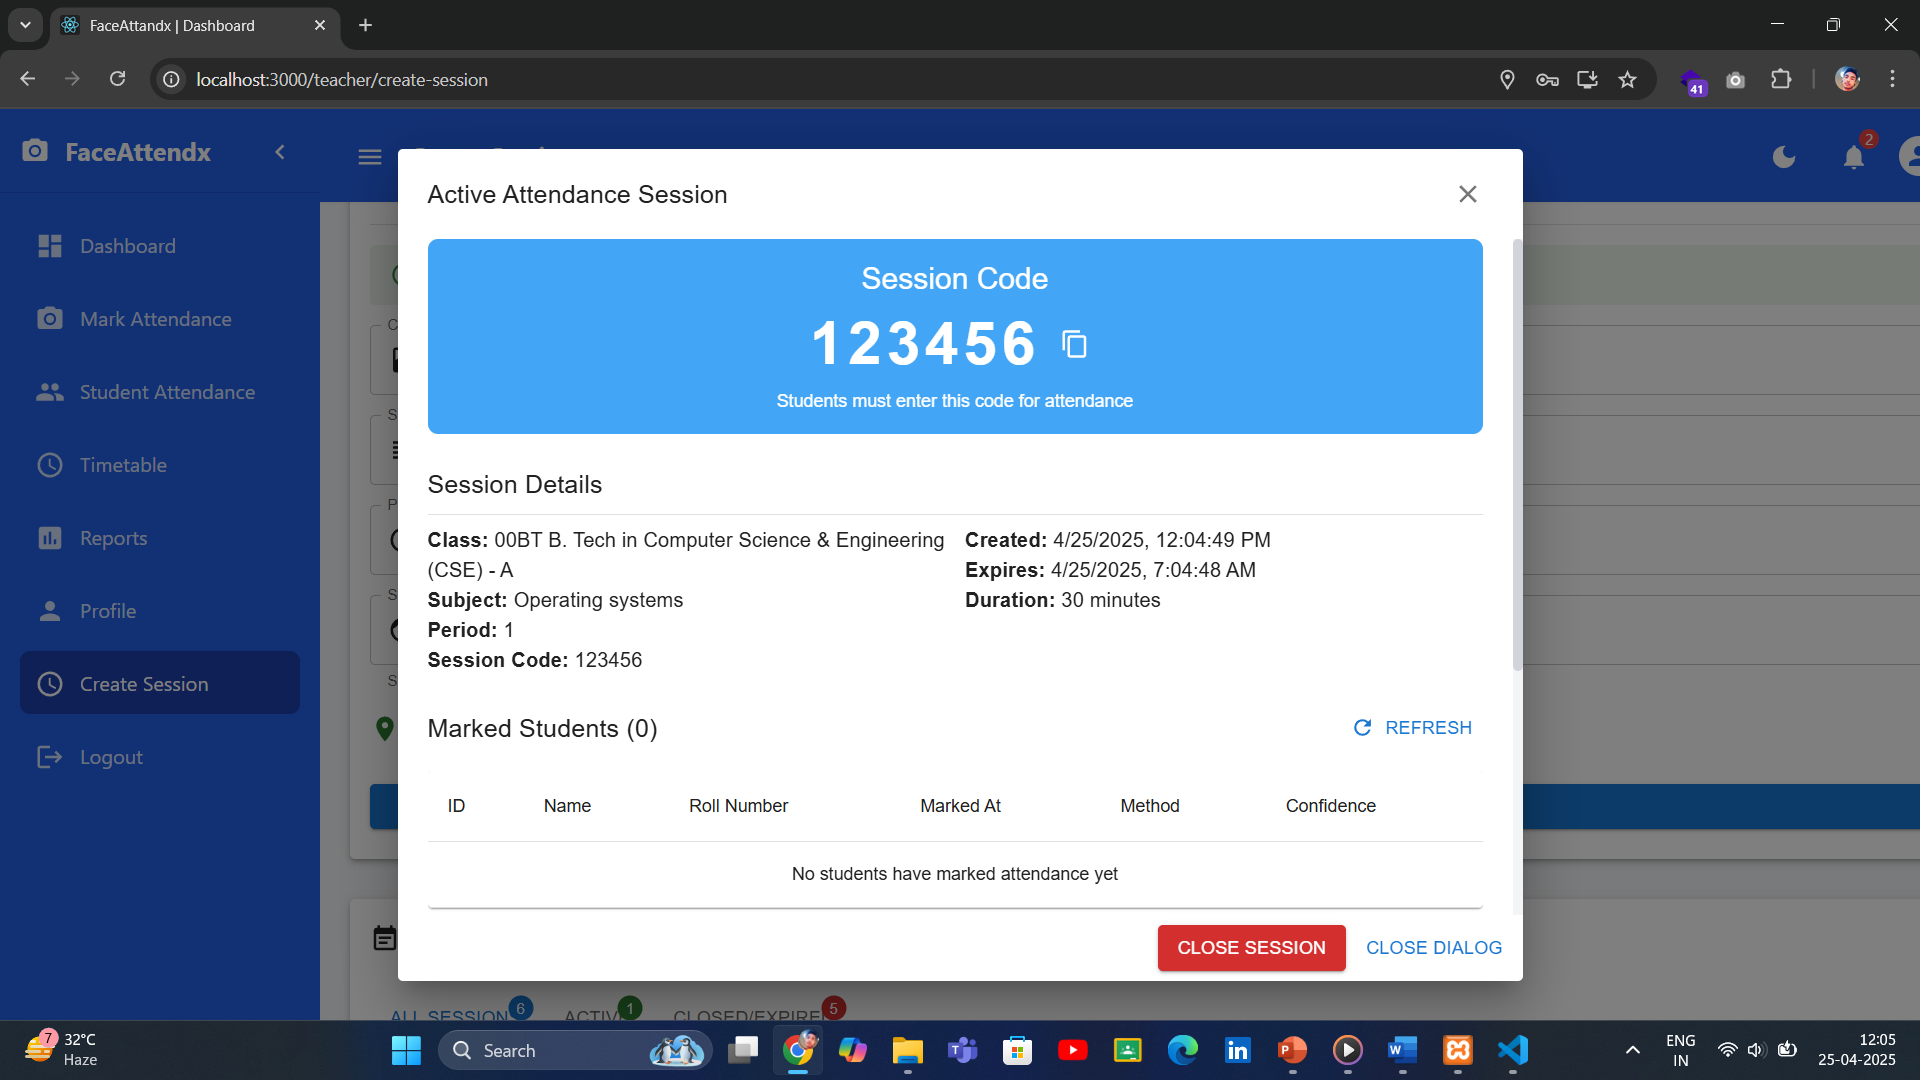 FaceAttandx | Dashboard
localhost:3000/teacher/create-session
41
FaceAttendx
2
Dashboard
Mark Attendance
Student Attendance
Timetable
Reports
Profile
Create Session
Logout
Active Attendance Session
Session Code
123456
Students must enter this code for attendance
Session Details
Class: 00BT B. Tech in Computer Science & Engineering
(CSE) - A
Subject: Operating systems
Period: 1
Session Code: 123456
Created: 4/25/2025, 12:04:49 PM
Expires: 4/25/2025, 7:04:48 AM
Duration: 30 minutes
Marked Students (0)
REFRESH
ID Name Roll Number Marked At Method Confidence
No students have marked attendance yet
CLOSE SESSION CLOSE DIALOG
ALL SESSION 6 ACTIV 1 CLOSED/EXPIRED 5
7
32°C
Haze
Search
ENG
IN
12:05
25-04-2025